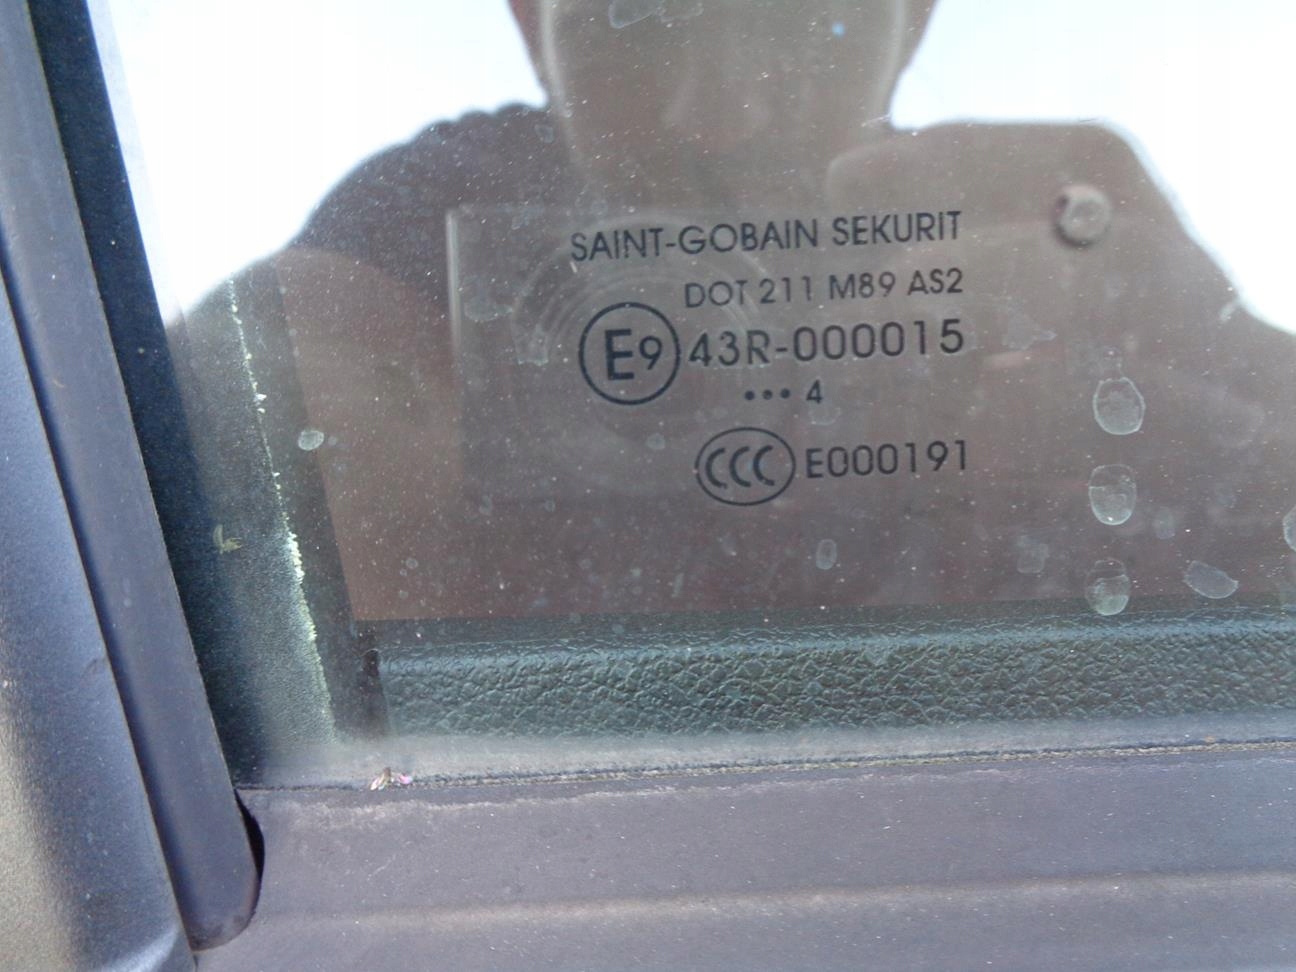 SAINT-GOBAIN SEKURIT
DOT 211 M89 AS2
E9 43R-000015
••• 4
CCC E000191